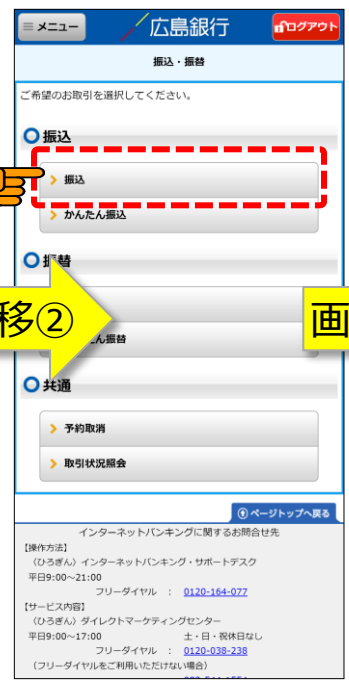 ≡ メニュー 広島銀行 ログアウト
振込・振替
ご希望のお取引を選択してください。
振込
振込
かんたん振込
振替
移②
画
たん振替
共通
予約取消
取引状況照会
ページトップへ戻る
インターネットバンキングに関するお問合せ先
【操作方法】
〈ひろぎん〉インターネットバンキング・サポートデスク
平日9:00～21:00
フリーダイヤル : 0120-164-077
【サービス内容】
〈ひろぎん〉ダイレクトマーケティングセンター
平日9:00～17:00 土・日・祝休日なし
フリーダイヤル : 0120-038-238
(フリーダイヤルをご利用いただけない場合)